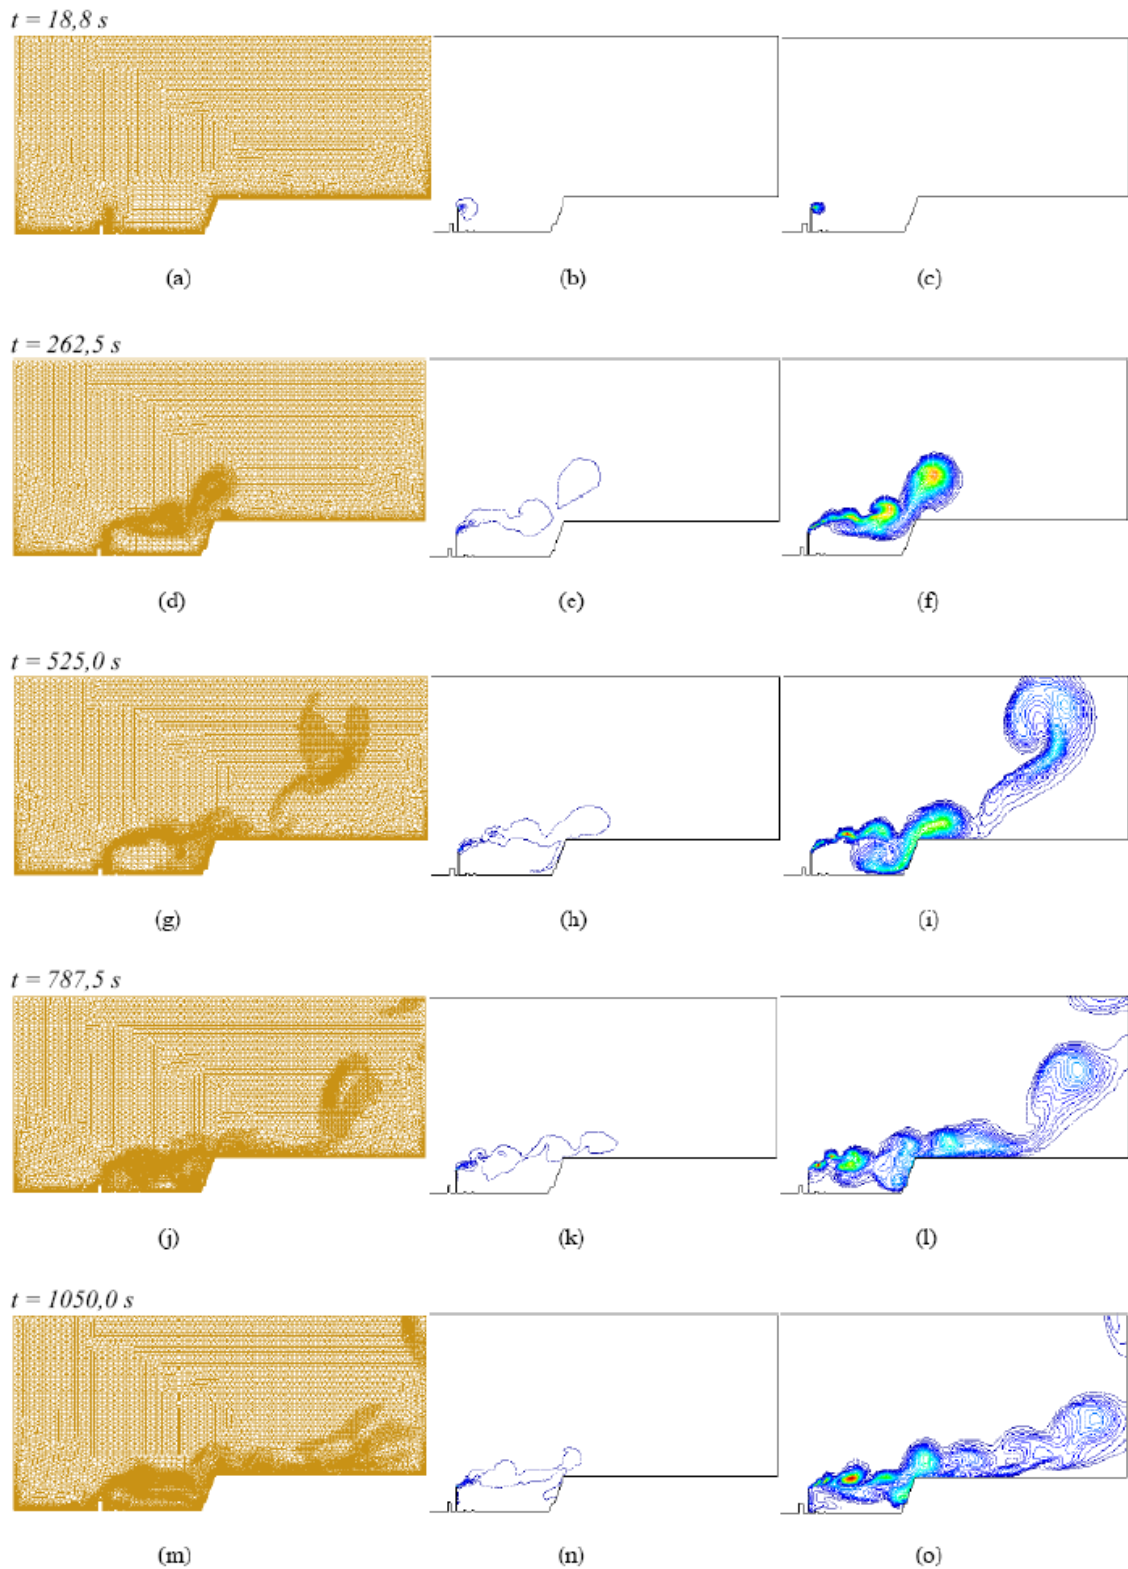 t = 18,8 s
(a) (b) (c)
t = 262,5 s
(d) (e) (f)
t = 525,0 s
(g) (h) (i)
t = 787,5 s
(j) (k) (l)
t = 1050,0 s
(m) (n) (o)